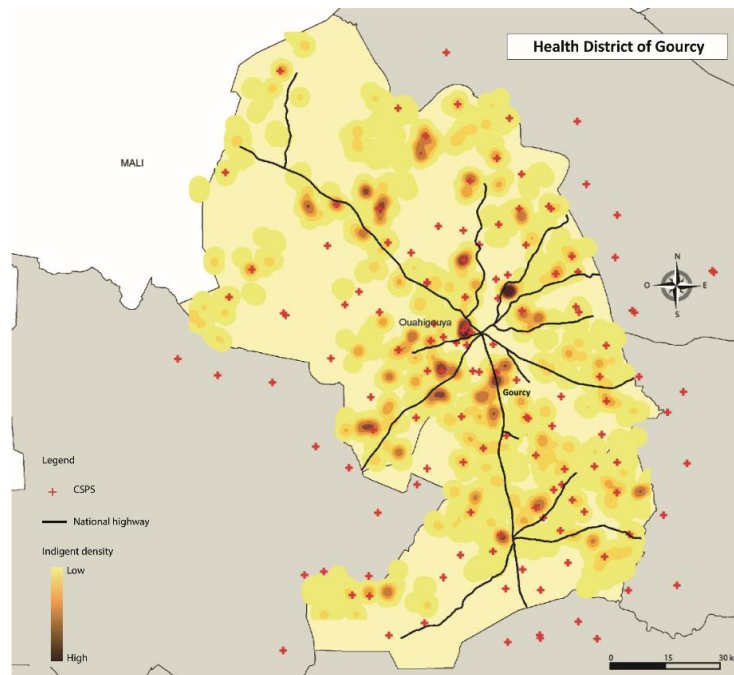 Health District of Gourcy
MALI
N
O
E
S
Ouahigouya
Gourcy
Legend
CSPS
National highway
Indigent density
Low
High
0
15
30 k